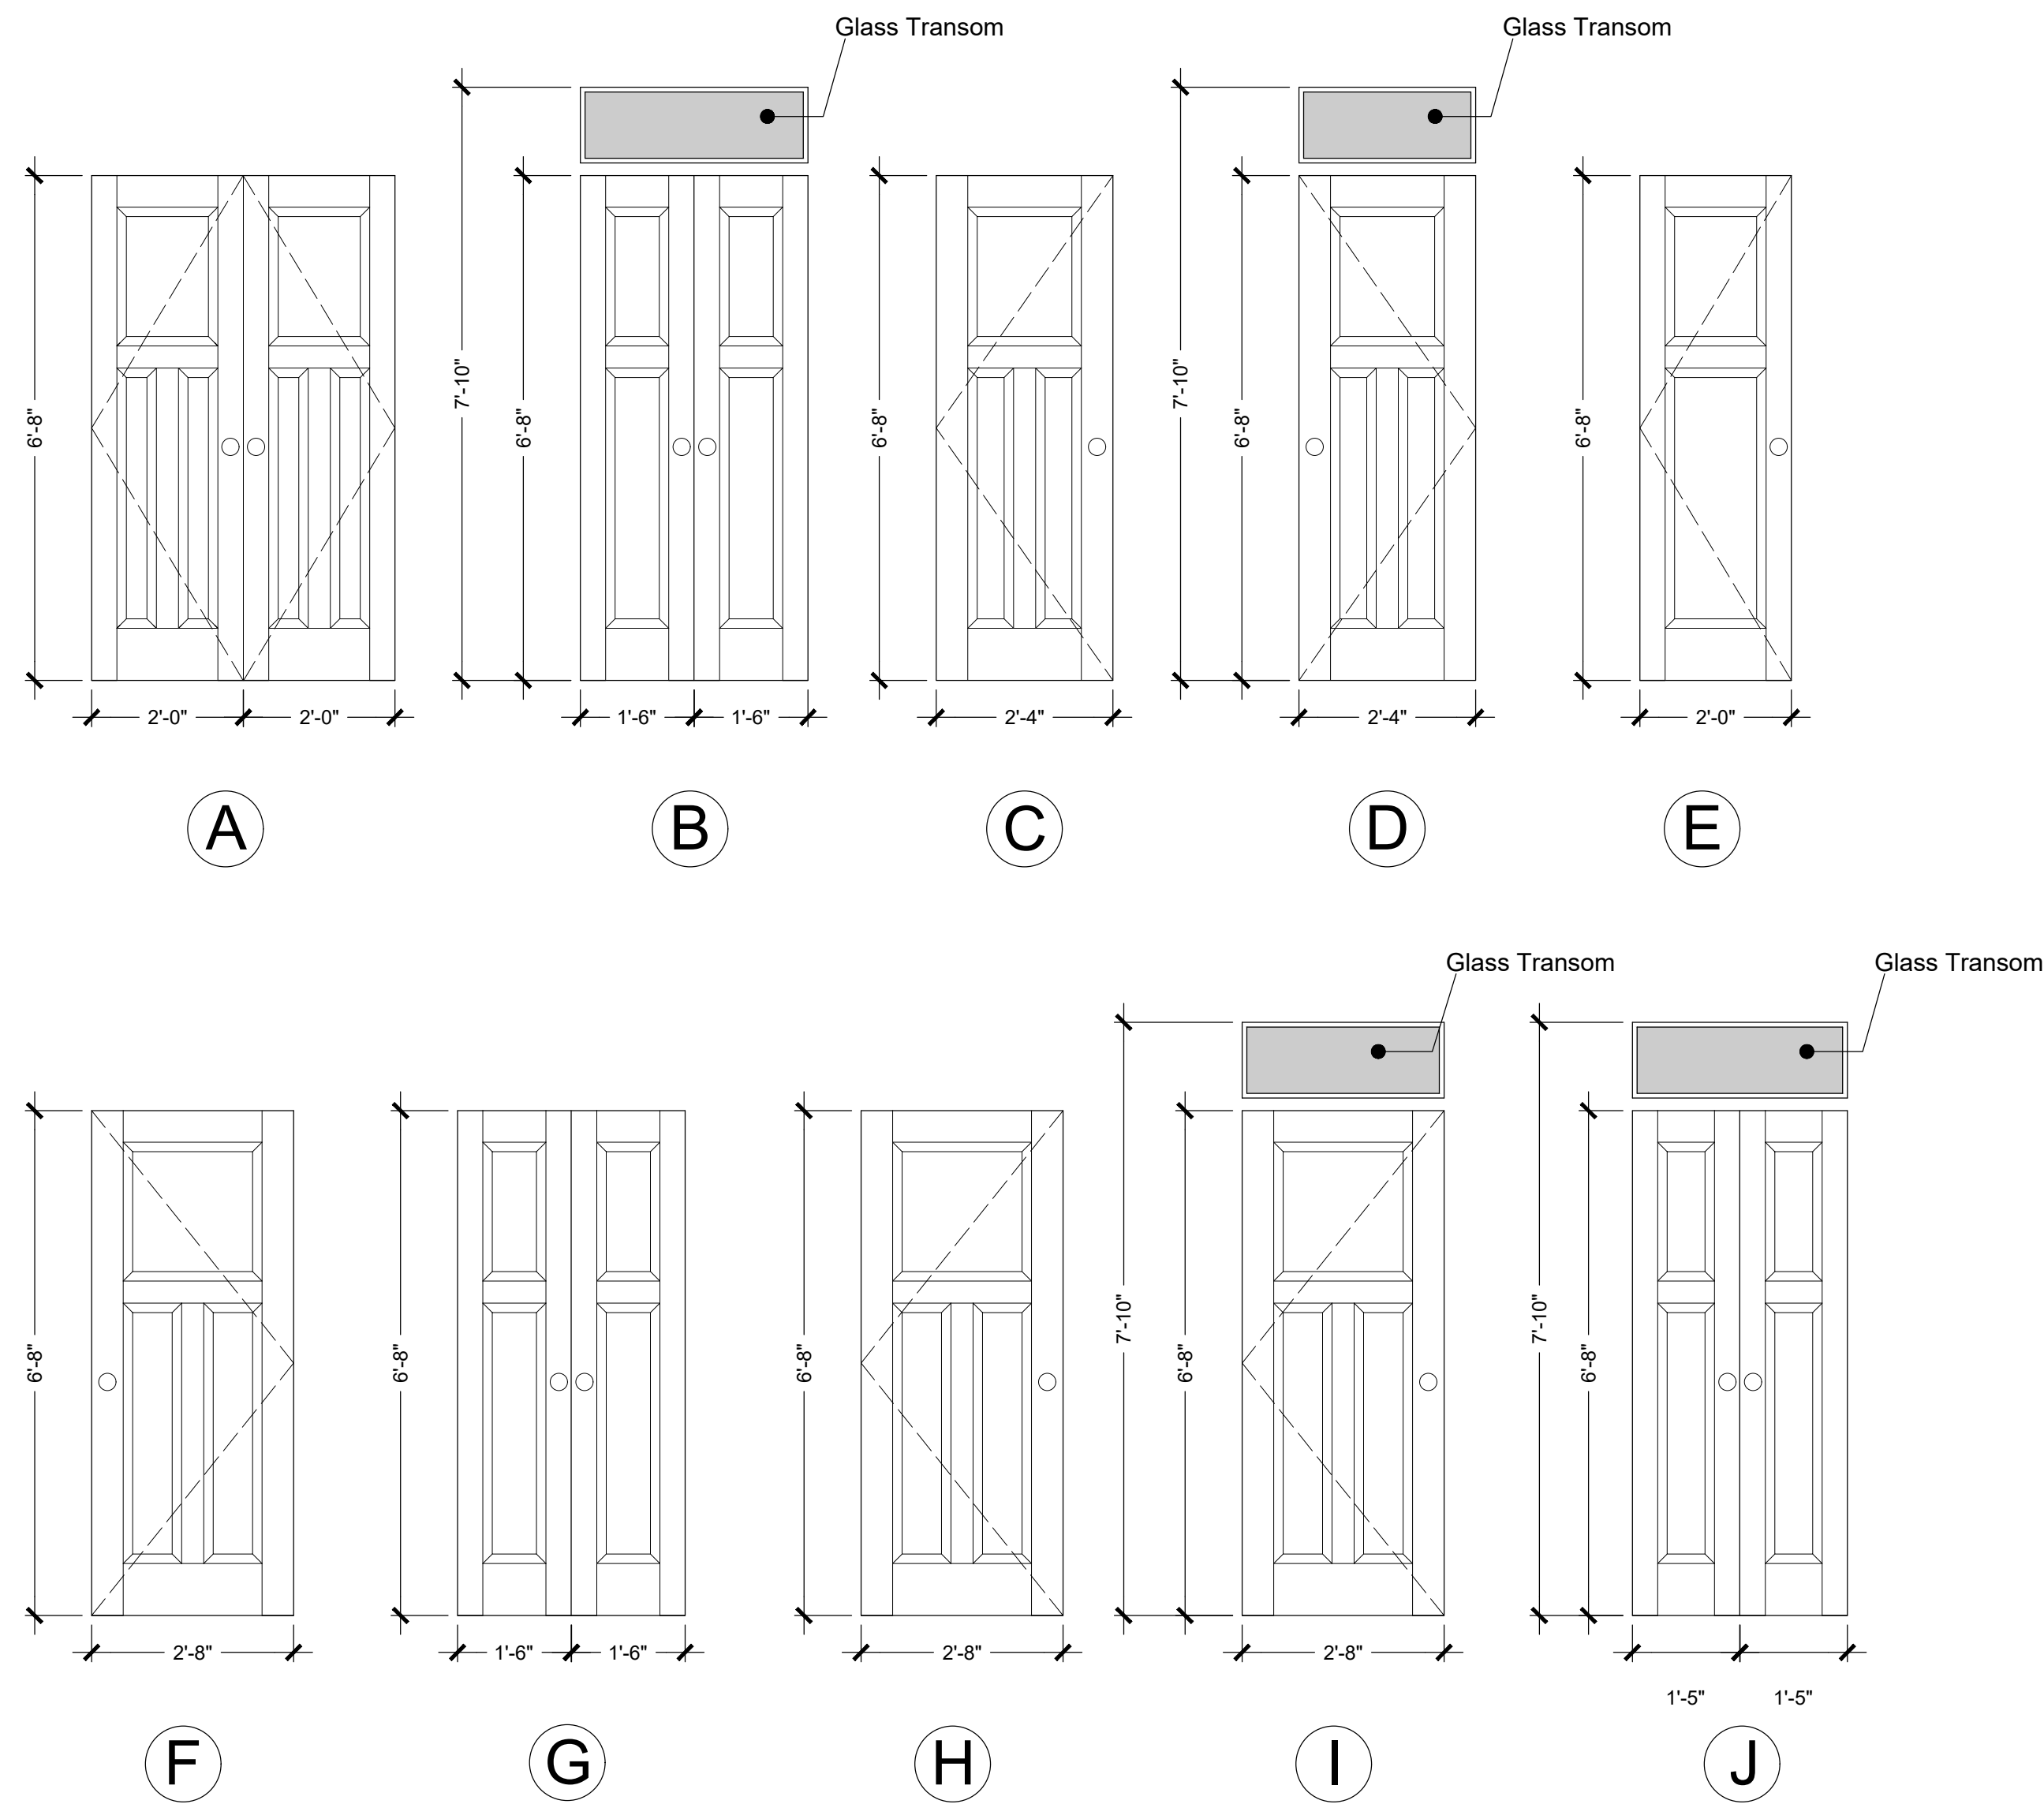 Glass Transom
Glass Transom
6'-8"
7'-10"
6'-8"
6'-8"
7'-10"
6'-8"
6'-8"
2'-0"
2'-0"
1'-6"
1'-6"
2'-4"
2'-4"
2'-0"
A
B
C
D
E
Glass Transom
Glass Transom
6'-8"
6'-8"
6'-8"
7'-10"
6'-8"
7'-10"
6'-8"
2'-8"
1'-6"
1'-6"
2'-8"
2'-8"
1'-5"
1'-5"
F
G
H
I
J